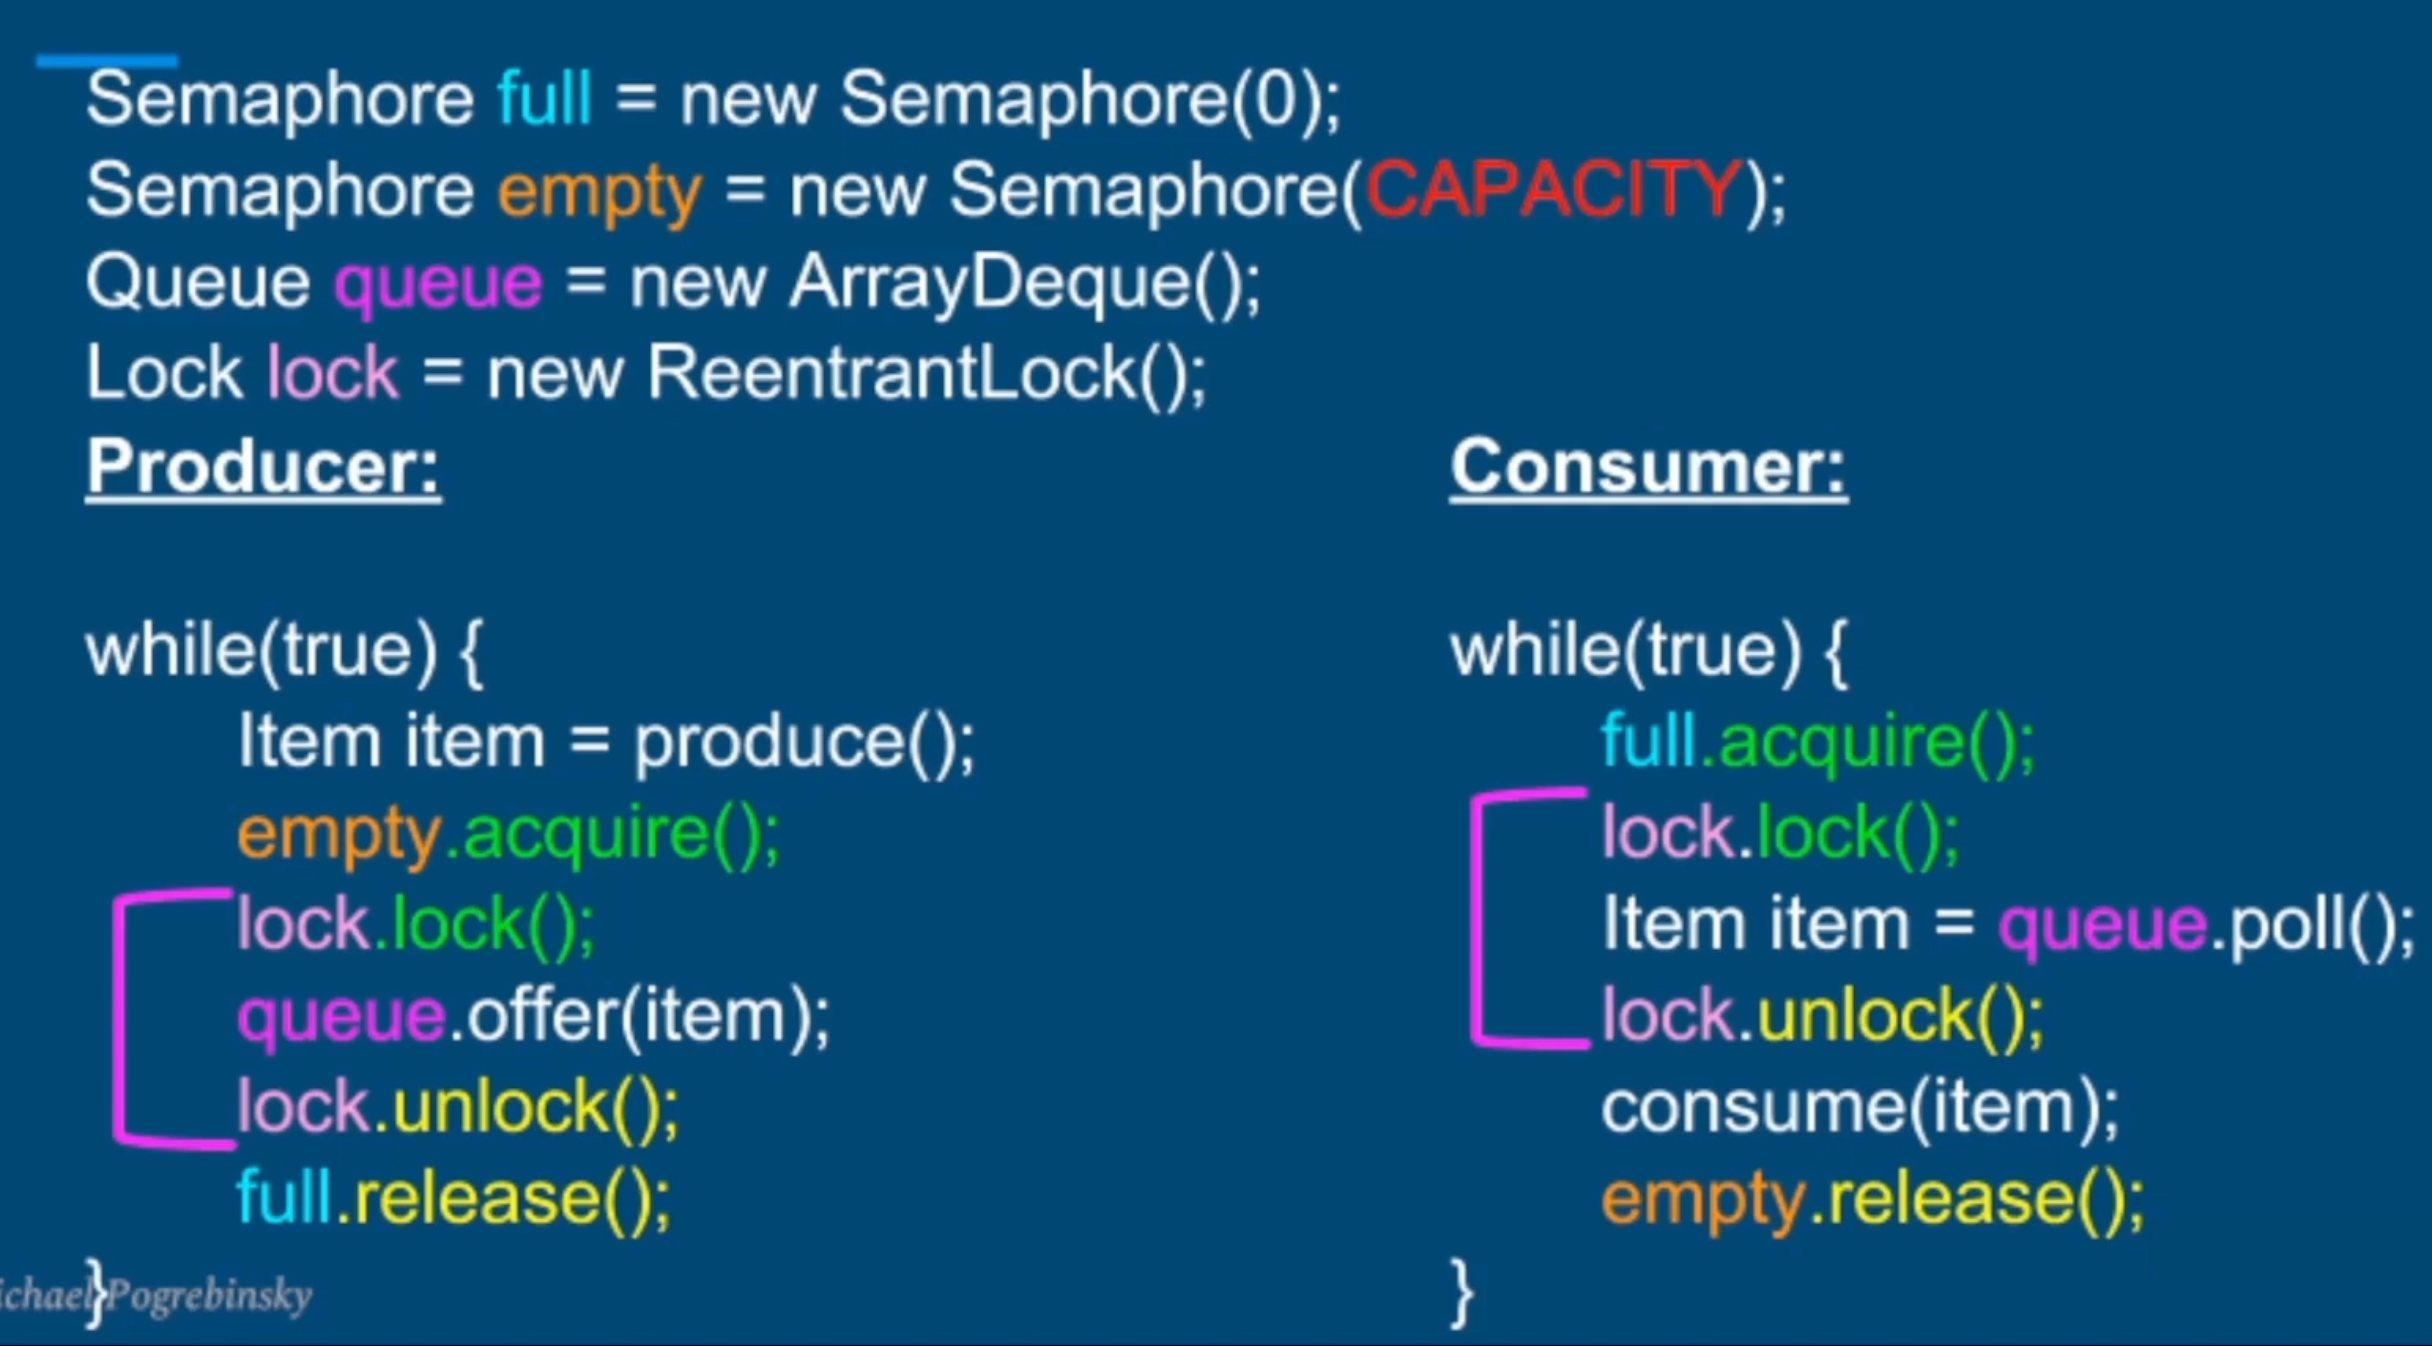 Semaphore full = new Semaphore(0);
Semaphore empty = new Semaphore(CAPACITY);
Queue queue = new ArrayDeque();
Lock lock = new ReentrantLock();
Producer:
while(true) {
Item item = produce();
empty.acquire();
lock.lock();
queue.offer(item);
lock.unlock();
full.release();
}
Consumer:
while(true) {
full.acquire();
lock.lock();
Item item = queue.poll();
lock.unlock();
consume(item);
empty.release();
}
ichael Pogrebinsky